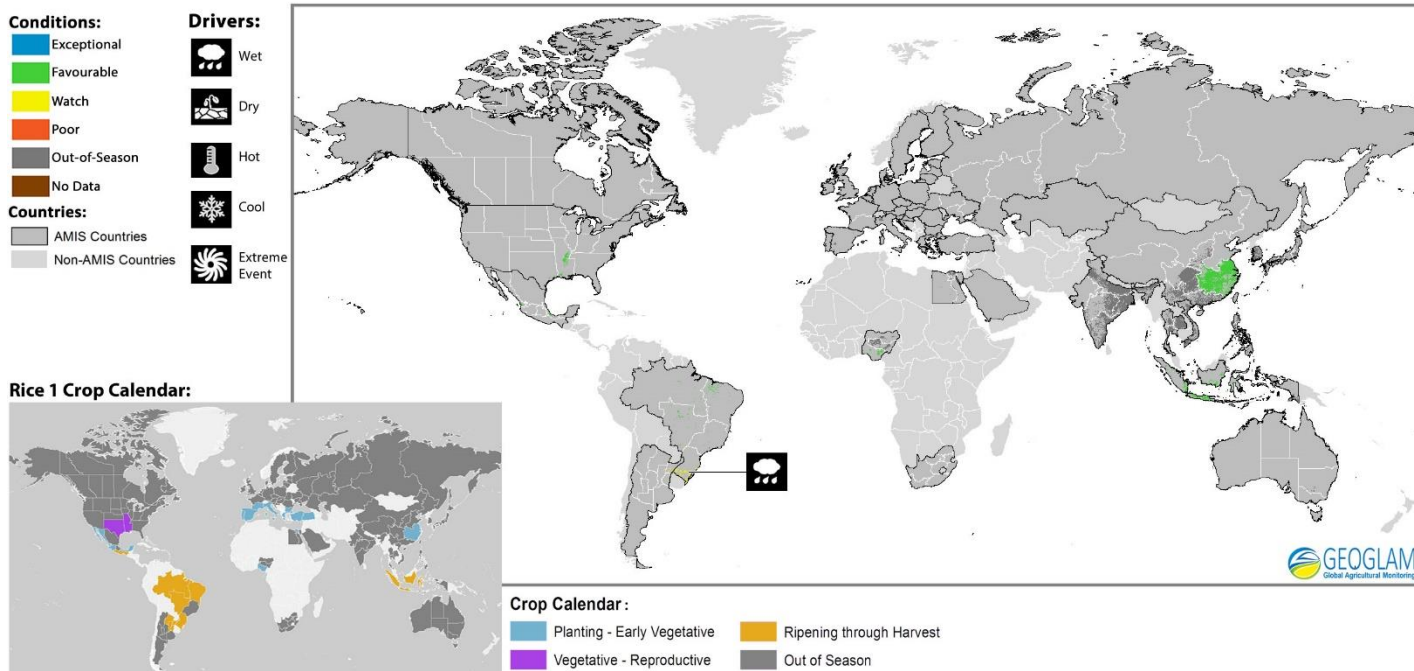 Conditions:
Exceptional
Favourable
Watch
Poor
Out-of-Season
No Data
Countries:
AMIS Countries
Non-AMIS Countries
Drivers:
Wet
Dry
Hot
Cool
Extreme
Event
Rice 1 Crop Calendar:
GEOGLAM
Global Agricultural Monitoring
Crop Calendar :
Planting - Early Vegetative
Vegetative - Reproductive
Ripening through Harvest
Out of Season